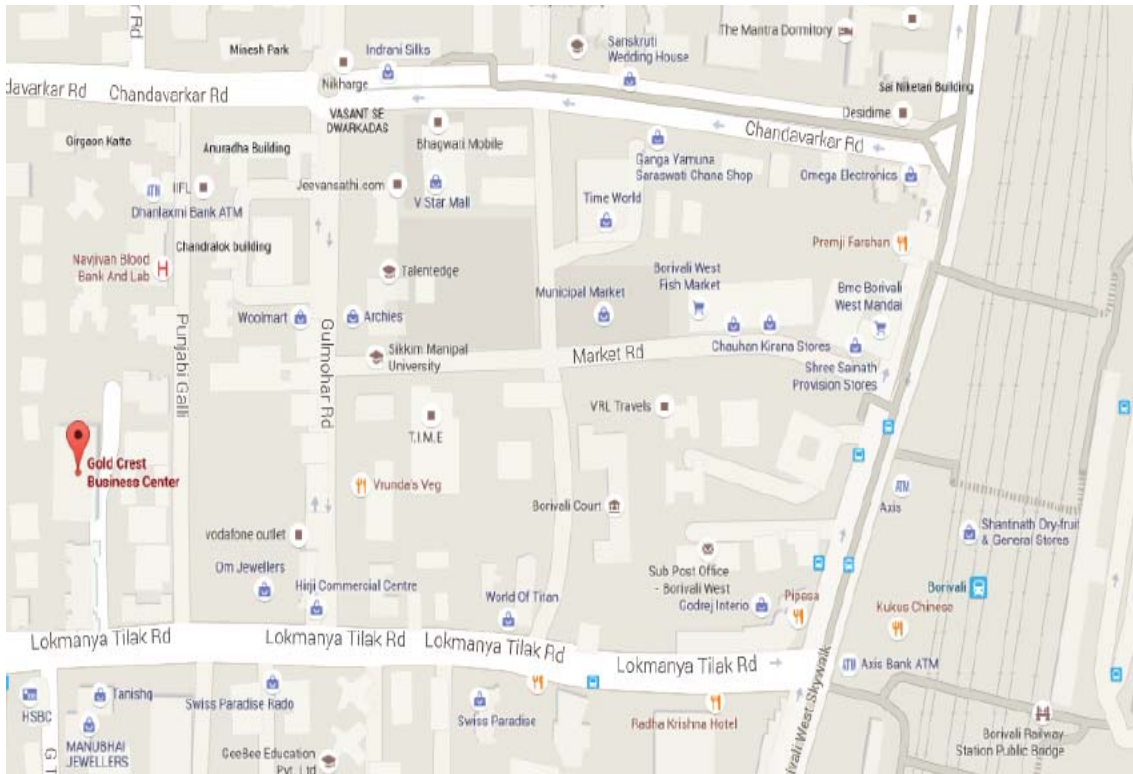 The Mantra Dormitory
Sanskruti
Wedding House
Minesh Park
Indrani Silks
Nikharge
Sai Niketan Building
davarkar Rd
Chandavarkar Rd
VASANT SE
DWARKADAS
Desidime
Chandavarkar Rd
Girgaon Katta
Anuradha Building
Bhagwati Mobile
Ganga Yamuna
Saraswati Chana Shop
Omega Electronics
IIFL
Jeevansathi.com
V Star Mall
Time World
Dhanlaxmi Bank ATM
Chandralok building
Premji Farshan
Navjivan Blood
Bank And Lab
Talentedge
Borivali West
Fish Market
Municipal Market
Bmc Borivali
West Mandai
Woolmart
Archies
Punjabi Galli
Gulmohar Rd
Market Rd
Chauhan Kirana Stores
Sikkim Manipal
University
Shree Sainath
Provision Stores
VRL Travels
T.I.M.E
Gold Crest
Business Center
Vrunda's Veg
Borivali Court
ATM
Axis
vodafone outlet
Shantinath Dry-fruit
& General Stores
Om Jewellers
Sub Post Office
- Borivali West
Hirji Commercial Centre
World Of Titan
Godrej Interio
Pipasa
Borivali
Kukus Chinese
Lokmanya Tilak Rd
Lokmanya Tilak Rd
Lokmanya Tilak Rd
Lokmanya Tilak Rd
ATM
Axis Bank ATM
HSBC
Tanishq
Swiss Paradise Rado
Swiss Paradise
Radha Krishna Hotel
ivali West Skywalk
MANUBHAI
JEWELLERS
GeeBee Education
Pvt. Ltd
Borivali Railway
Station Public Bridge